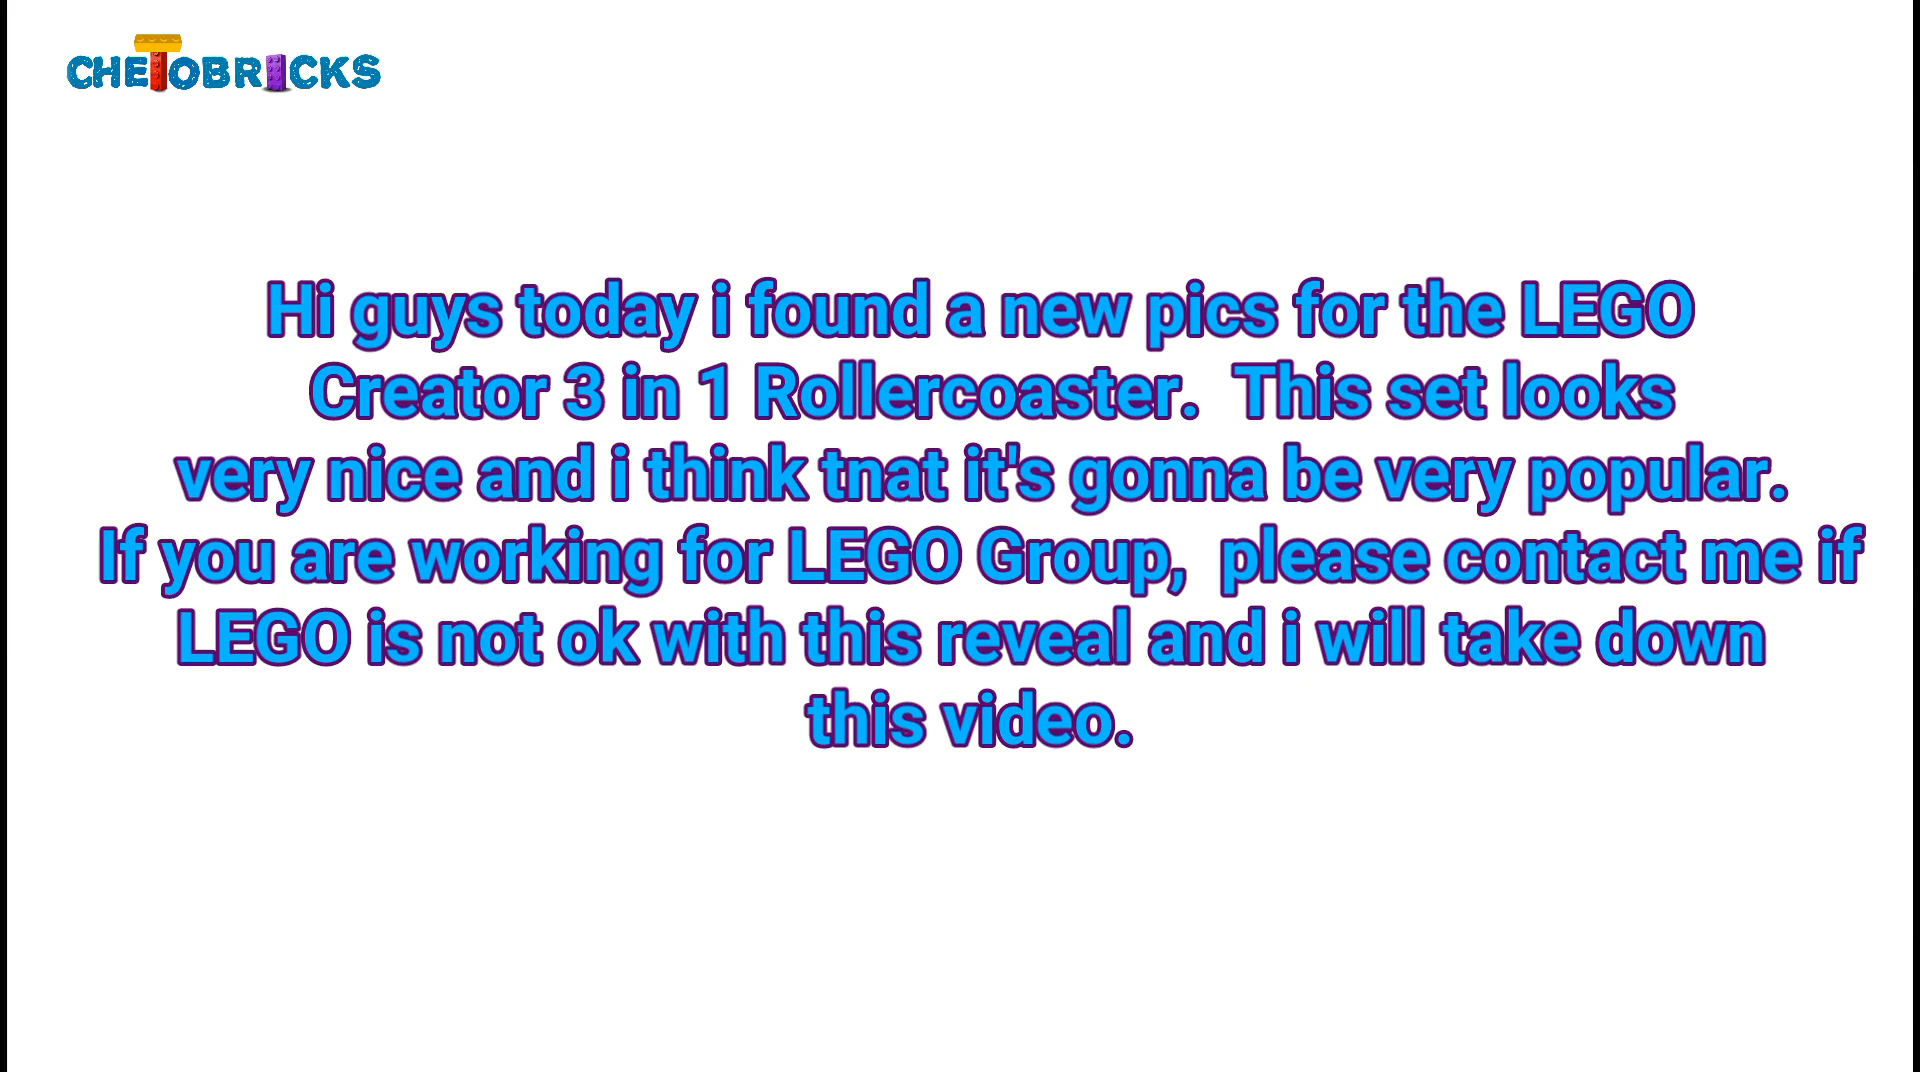 CHETOBRICKS
Hi guys today i found a new pics for the LEGO
Creator 3 in 1 Rollercoaster. This set looks
very nice and i think tnat it's gonna be very popular.
If you are working for LEGO Group, please contact me if
LEGO is not ok with this reveal and i will take down
this video.